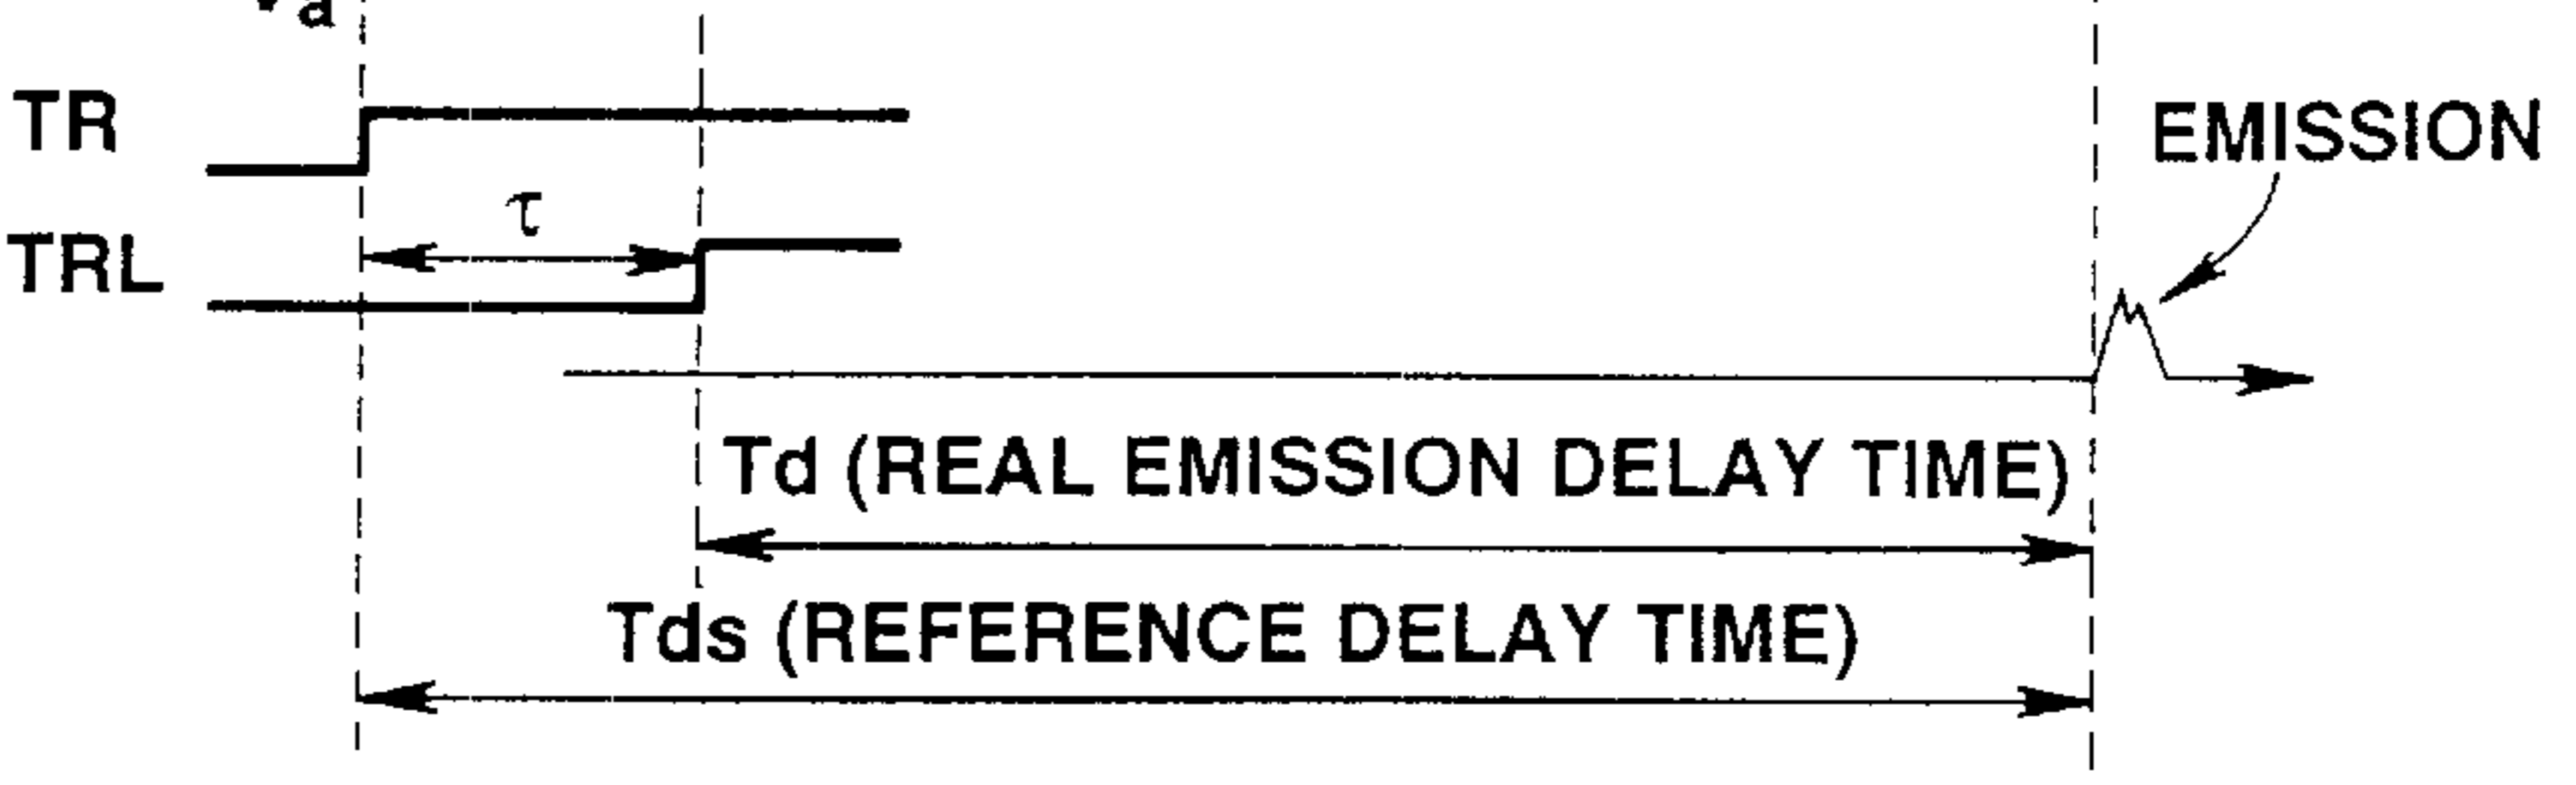 TR
EMISSION
τ
TRL
Td (REAL EMISSION DELAY TIME)
Tds (REFERENCE DELAY TIME)